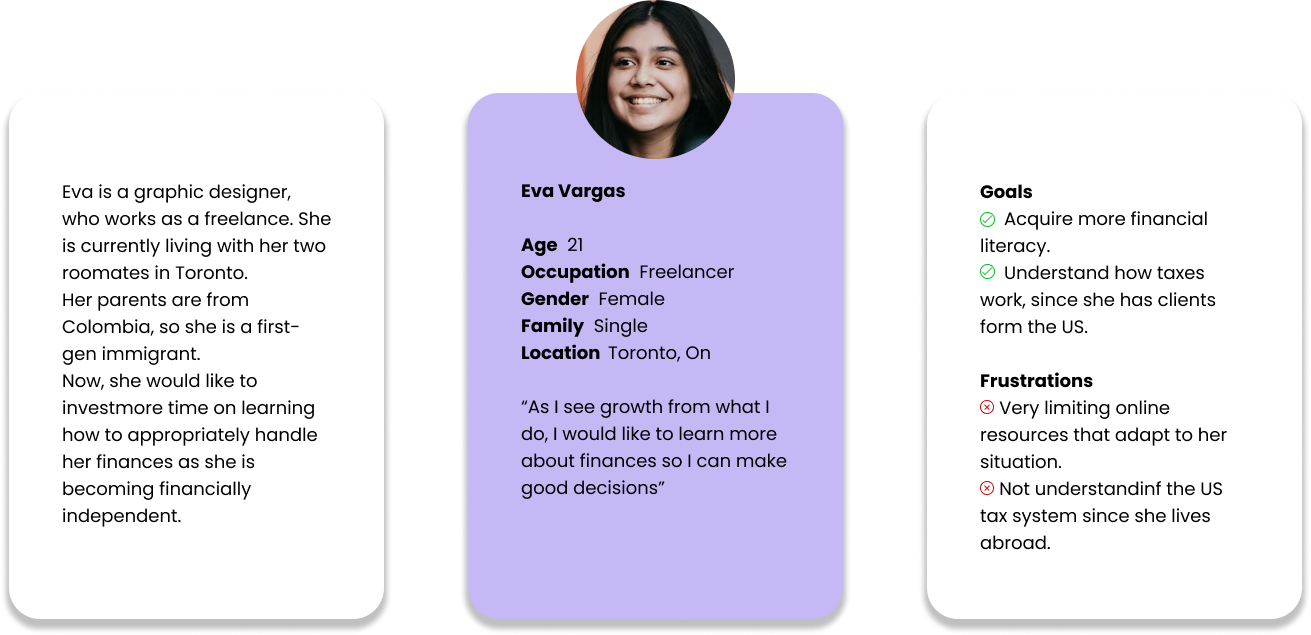 Eva is a graphic designer,
who works as a freelance. She
is currently living with her two
roomates in Toronto.
Her parents are from
Colombia, so she is a first-
gen immigrant.
Now, she would like to
investmore time on learning
how to appropriately handle
her finances as she is
becoming financially
independent.
Eva Vargas
Age 21
Occupation Freelancer
Gender Female
Family Single
Location Toronto, On
“As I see growth from what I
do, I would like to learn more
about finances so I can make
good decisions”
Goals
Acquire more financial
literacy.
Understand how taxes
work, since she has clients
form the US.
Frustrations
Very limiting online
resources that adapt to her
situation.
Not understandinf the US
tax system since she lives
abroad.